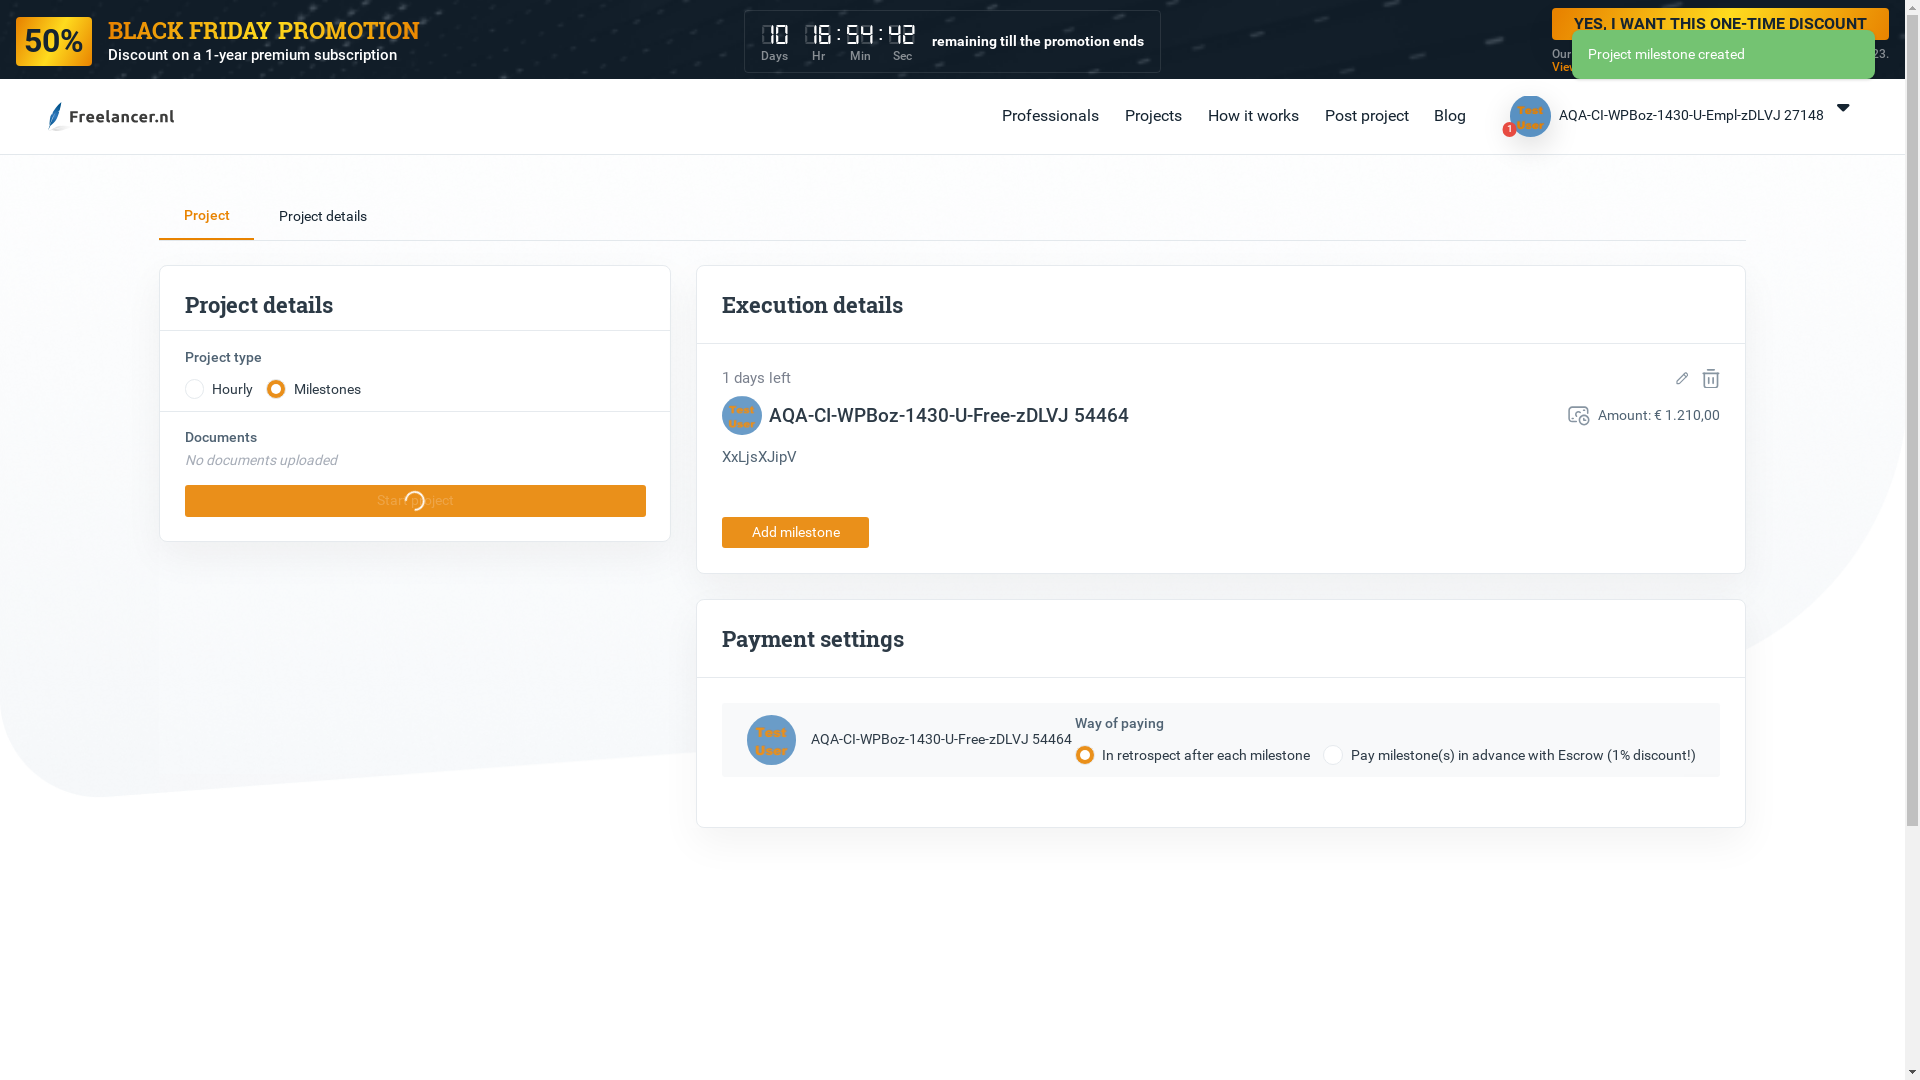 50%
BLACK FRIDAY PROMOTION
Discount on a 1-year premium subscription
10 16 : 54 : 42
Days Hr Min Sec
remaining till the promotion ends
YES, I WANT THIS ONE-TIME DISCOUNT
Our
23.
Project milestone created
Freelancer.nl
Professionals
Projects
How it works
Post project
Blog
Test
User
1
AQA-CI-WPBoz-1430-U-Empl-zDLVJ 27148
Project
Project details
Project details
Project type
Hourly
Milestones
Documents
No documents uploaded
Start project
Execution details
1 days left
Test
User
AQA-CI-WPBoz-1430-U-Free-zDLVJ 54464
Amount: € 1.210,00
XxLjsXJipV
Add milestone
Payment settings
Test
User
AQA-CI-WPBoz-1430-U-Free-zDLVJ 54464
Way of paying
In retrospect after each milestone
Pay milestone(s) in advance with Escrow (1% discount!)